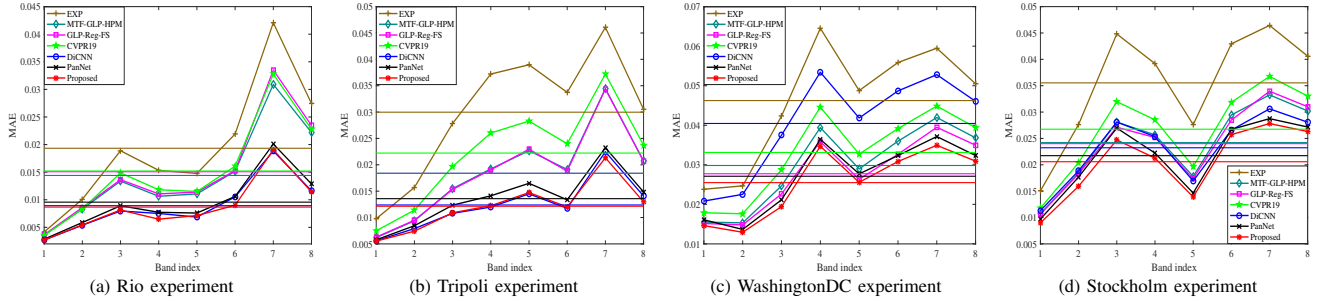 0.045
0.04
0.035
0.03
0.025
0.02
0.015
0.01
0.005
MAE
EXP
MTF-GLP-HPM
GLP-Reg-FS
CVPR19
DiCNN
PanNet
Proposed
1 2 3 4 5 6 7 8
Band index
(a) Rio experiment
0.05
0.045
0.04
0.035
0.03
0.025
0.02
0.015
0.01
0.005
MAE
EXP
MTF-GLP-HPM
GLP-Reg-FS
CVPR19
DiCNN
PanNet
Proposed
1 2 3 4 5 6 7 8
Band index
(b) Tripoli experiment
0.07
0.06
0.05
0.04
0.03
0.02
0.01
MAE
EXP
MTF-GLP-HPM
GLP-Reg-FS
CVPR19
DiCNN
PanNet
Proposed
1 2 3 4 5 6 7 8
Band index
(c) WashingtonDC experiment
0.05
0.045
0.04
0.035
0.03
0.025
0.02
0.015
0.01
0.005
MAE
EXP
MTF-GLP-HPM
GLP-Reg-FS
CVPR19
DiCNN
PanNet
Proposed
1 2 3 4 5 6 7 8
Band index
(d) Stockholm experiment